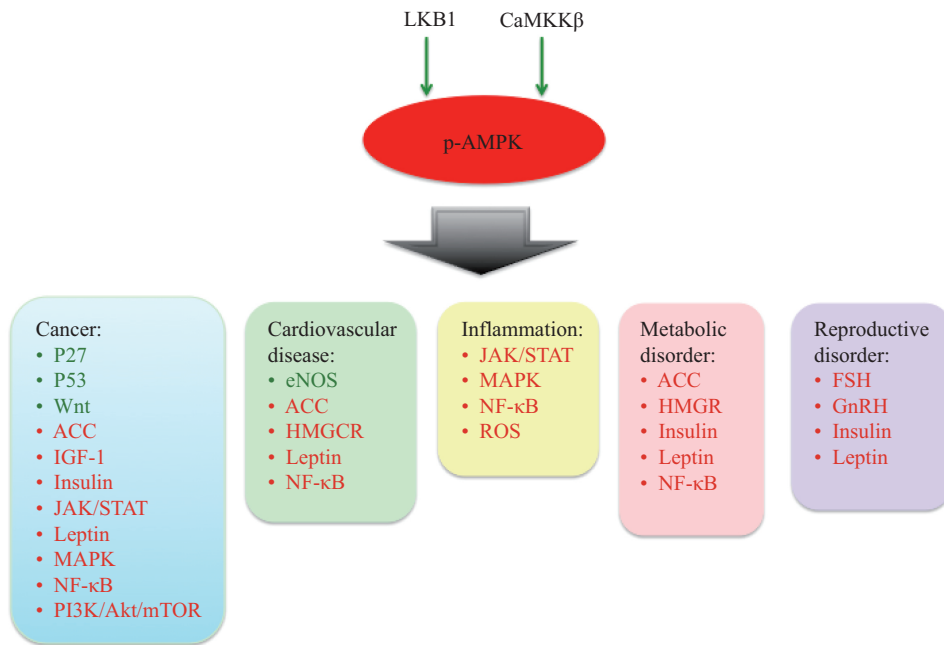 LKB1
CaMKKβ
p-AMPK
Cancer:
• P27
• P53
• Wnt
• ACC
• IGF-1
• Insulin
• JAK/STAT
• Leptin
• MAPK
• NF-κB
• PI3K/Akt/mTOR
Cardiovascular
disease:
• eNOS
• ACC
• HMGCR
• Leptin
• NF-κB
Inflammation:
• JAK/STAT
• MAPK
• NF-κB
• ROS
Metabolic
disorder:
• ACC
• HMGR
• Insulin
• Leptin
• NF-κB
Reproductive
disorder:
• FSH
• GnRH
• Insulin
• Leptin